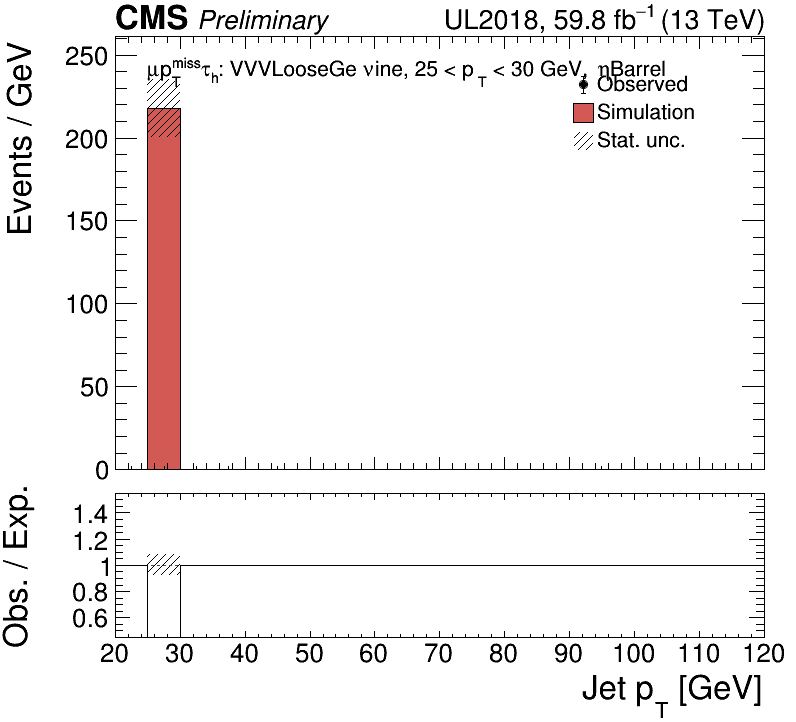 CMS Preliminary UL2018, 59.8 fb⁻¹ (13 TeV)
μp_T^miss τ_h: VVVLooseGe νine, 25 < p_T < 30 GeV, ηBarrel
Observed
Simulation
Stat. unc.
Events / GeV
250
200
150
100
50
0
Obs. / Exp.
1.4
1.2
1
0.8
0.6
20 30 40 50 60 70 80 90 100 110 120
Jet p_T [GeV]